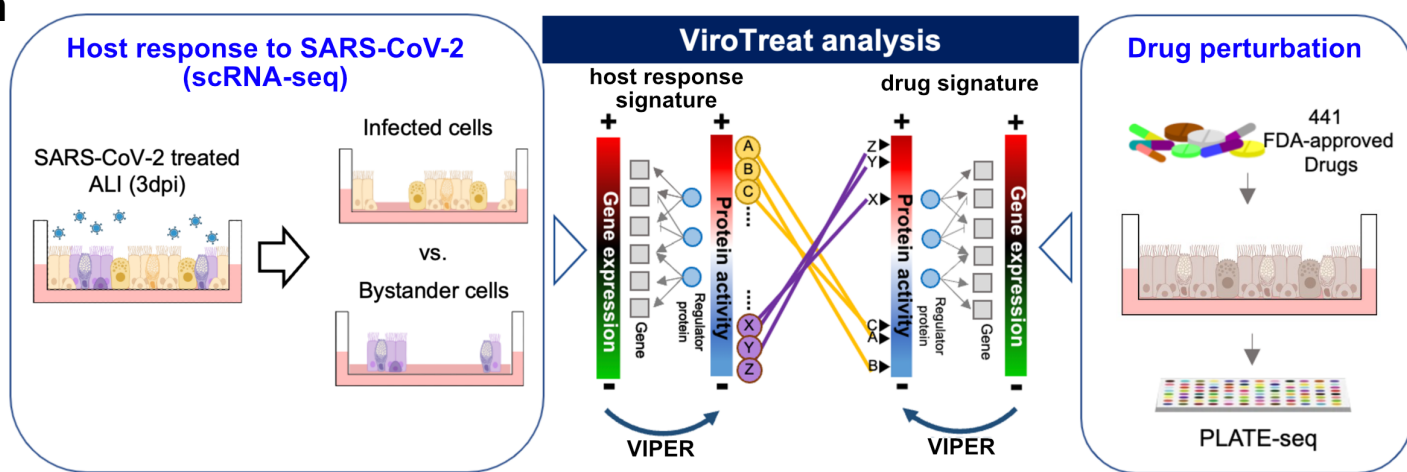 Host response to SARS-CoV-2
(scRNA-seq)
SARS-CoV-2 treated
ALI (3dpi)
Infected cells
vs.
Bystander cells
ViroTreat analysis
host response
signature
drug signature
+
+
+
+
Gene expression
Gene
Regulator
protein
Protein activity
A
B
C
X
Y
Z
Z
Y
X
C
A
B
Protein activity
Regulator
protein
Gene
Gene expression
-
-
-
-
VIPER
VIPER
Drug perturbation
441
FDA-approved
Drugs
PLATE-seq